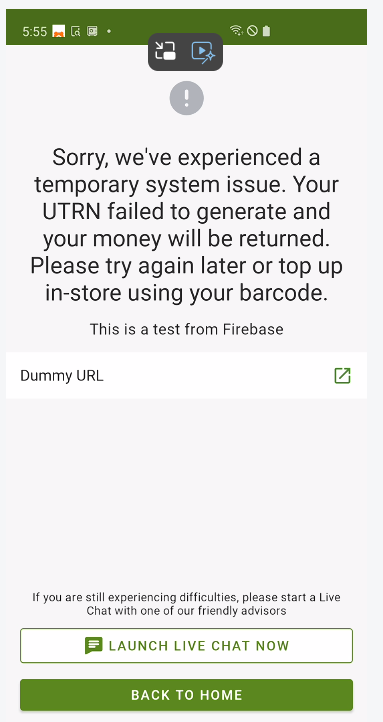 5:55
Sorry, we've experienced a
temporary system issue. Your
UTRN failed to generate and
your money will be returned.
Please try again later or top up
in-store using your barcode.
This is a test from Firebase
Dummy URL
If you are still experiencing difficulties, please start a Live
Chat with one of our friendly advisors
LAUNCH LIVE CHAT NOW
BACK TO HOME